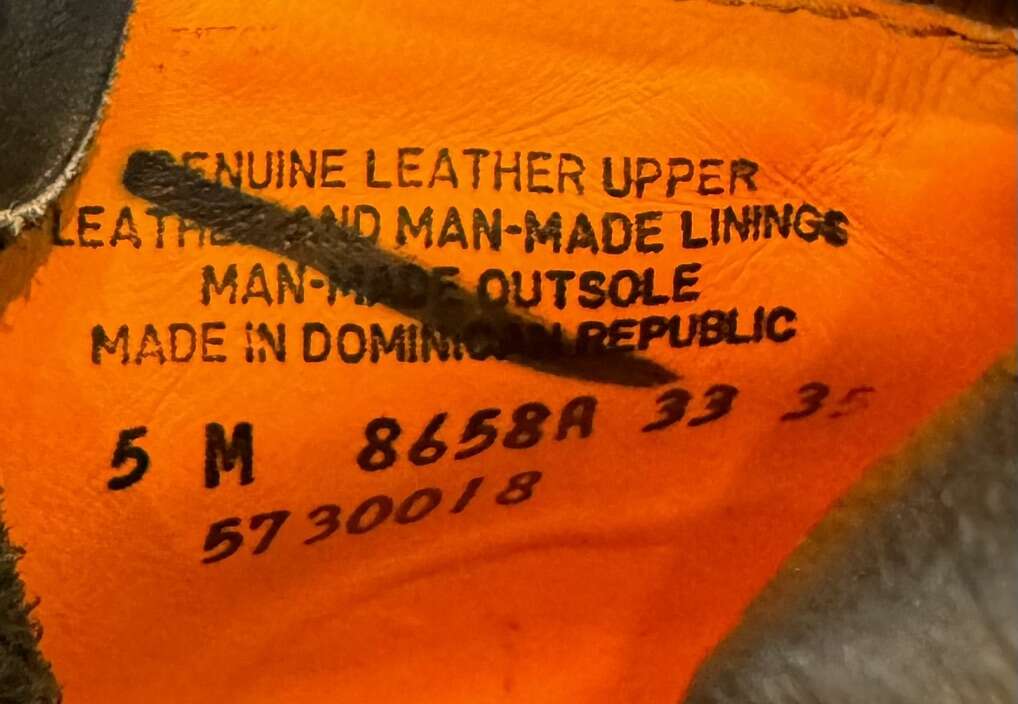 GENUINE LEATHER UPPER
LEATHER AND MAN-MADE LININGS
MAN-MADE OUTSOLE
MADE IN DOMINICAN REPUBLIC
5 M 8658A 33 35
5730018